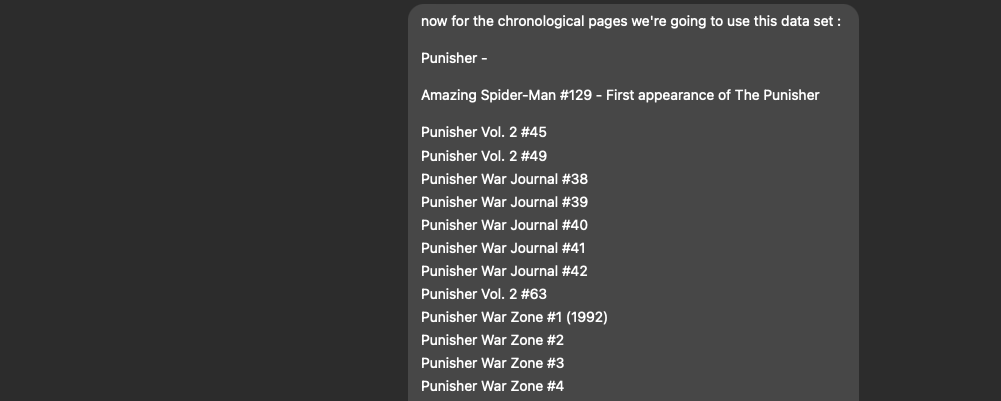 now for the chronological pages we're going to use this data set :
Punisher -
Amazing Spider-Man #129 - First appearance of The Punisher
Punisher Vol. 2 #45
Punisher Vol. 2 #49
Punisher War Journal #38
Punisher War Journal #39
Punisher War Journal #40
Punisher War Journal #41
Punisher War Journal #42
Punisher Vol. 2 #63
Punisher War Zone #1 (1992)
Punisher War Zone #2
Punisher War Zone #3
Punisher War Zone #4